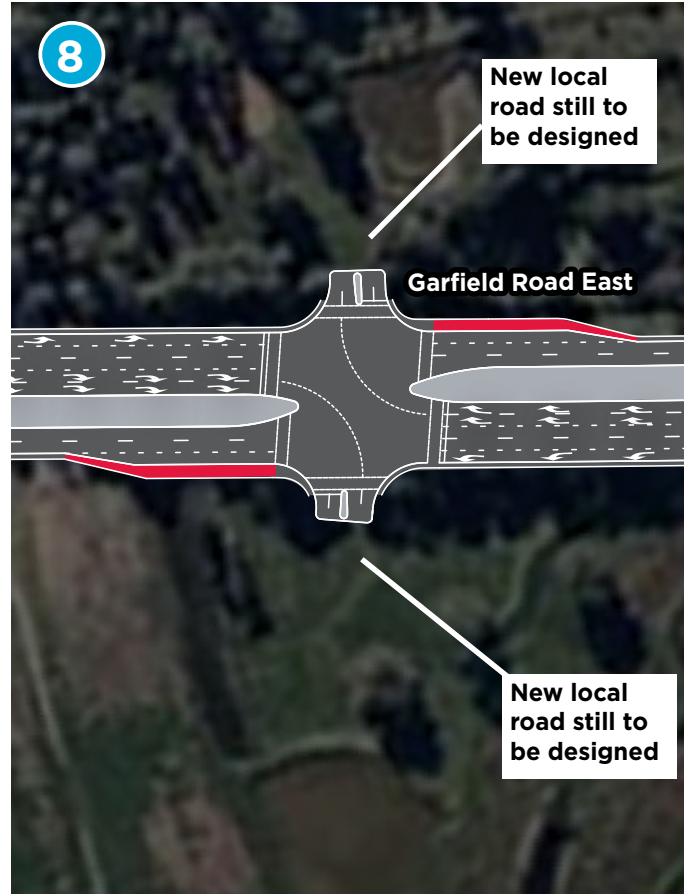 8
New local
road still to
be designed
Garfield Road East
New local
road still to
be designed